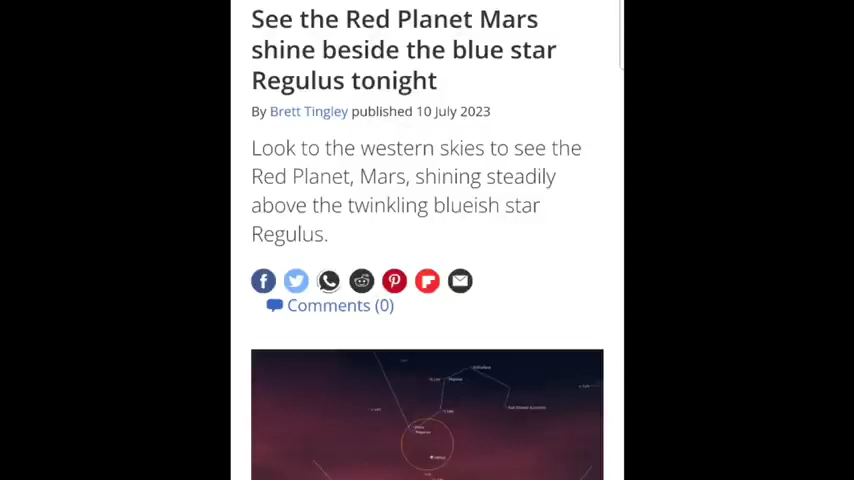 See the Red Planet Mars
shine beside the blue star
Regulus tonight
By Brett Tingley published 10 July 2023
Look to the western skies to see the
Red Planet, Mars, shining steadily
above the twinkling blueish star
Regulus.
Comments (0)